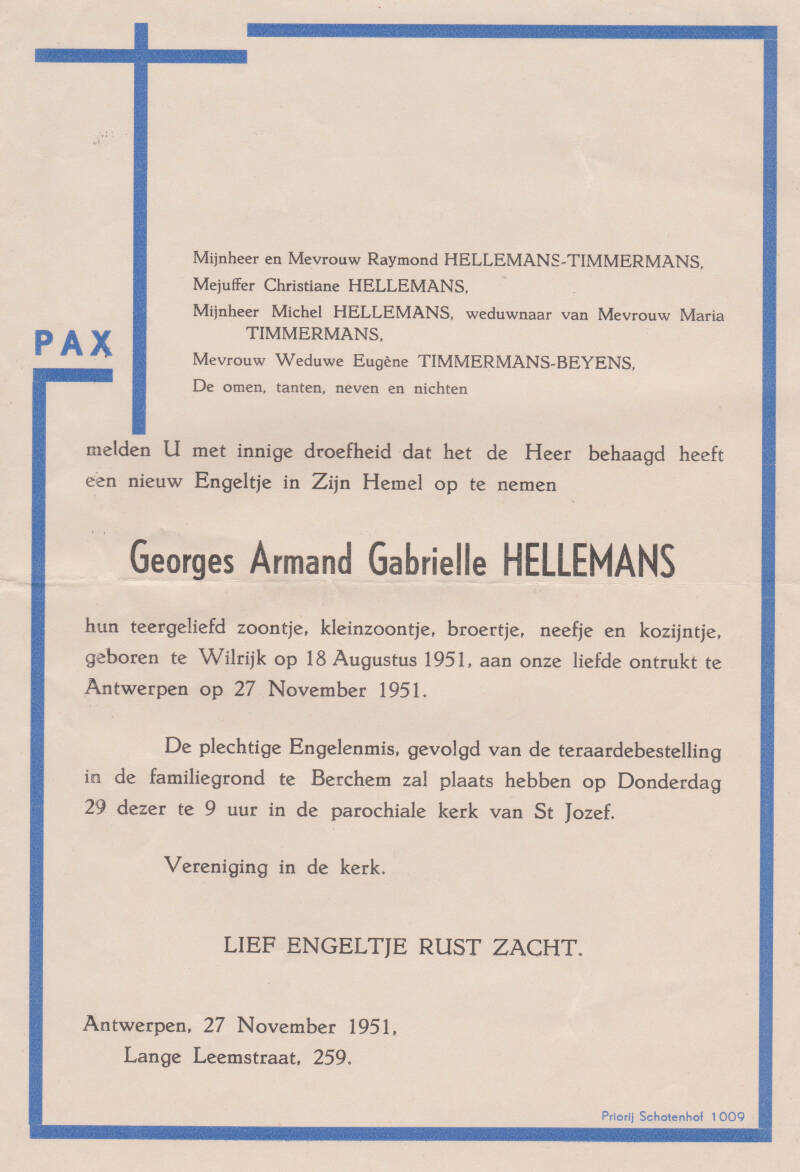 Mijnheer en Mevrouw Raymond HELLEMANS-TIMMERMANS,
Mejuffer Christiane HELLEMANS,
Mijnheer Michel HELLEMANS, weduwnaar van Mevrouw Maria
TIMMERMANS,
PAX
Mevrouw Weduwe Eugène TIMMERMANS-BEYENS,
De omen, tanten, neven en nichten
melden U met innige droefheid dat het de Heer behaagd heeft
een nieuw Engeltje in Zijn Hemel op te nemen
Georges Armand Gabrielle HELLEMANS
hun teergeliefd zoontje, kleinzoontje, broertje, neefje en kozijntje,
geboren te Wilrijk op 18 Augustus 1951, aan onze liefde ontrukt te
Antwerpen op 27 November 1951.
De plechtige Engelenmis, gevolgd van de teraardebestelling
in de familiegrond te Berchem zal plaats hebben op Donderdag
29 dezer te 9 uur in de parochiale kerk van St Jozef.
Vereniging in de kerk.
LIEF ENGELTJE RUST ZACHT.
Antwerpen, 27 November 1951,
Lange Leemstraat, 259.
Priorij Schotenhof 1009